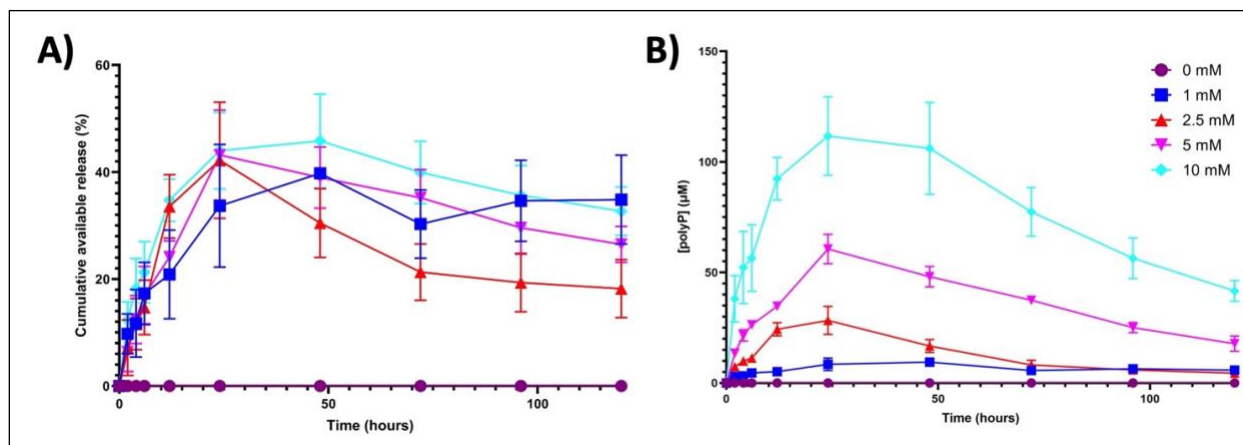 A)
60
40
20
0
Cumulative available release (%)
0
50
100
Time (hours)
B)
150
100
50
0
[polyP] (µM)
0
50
100
Time (hours)
0 mM
1 mM
2.5 mM
5 mM
10 mM